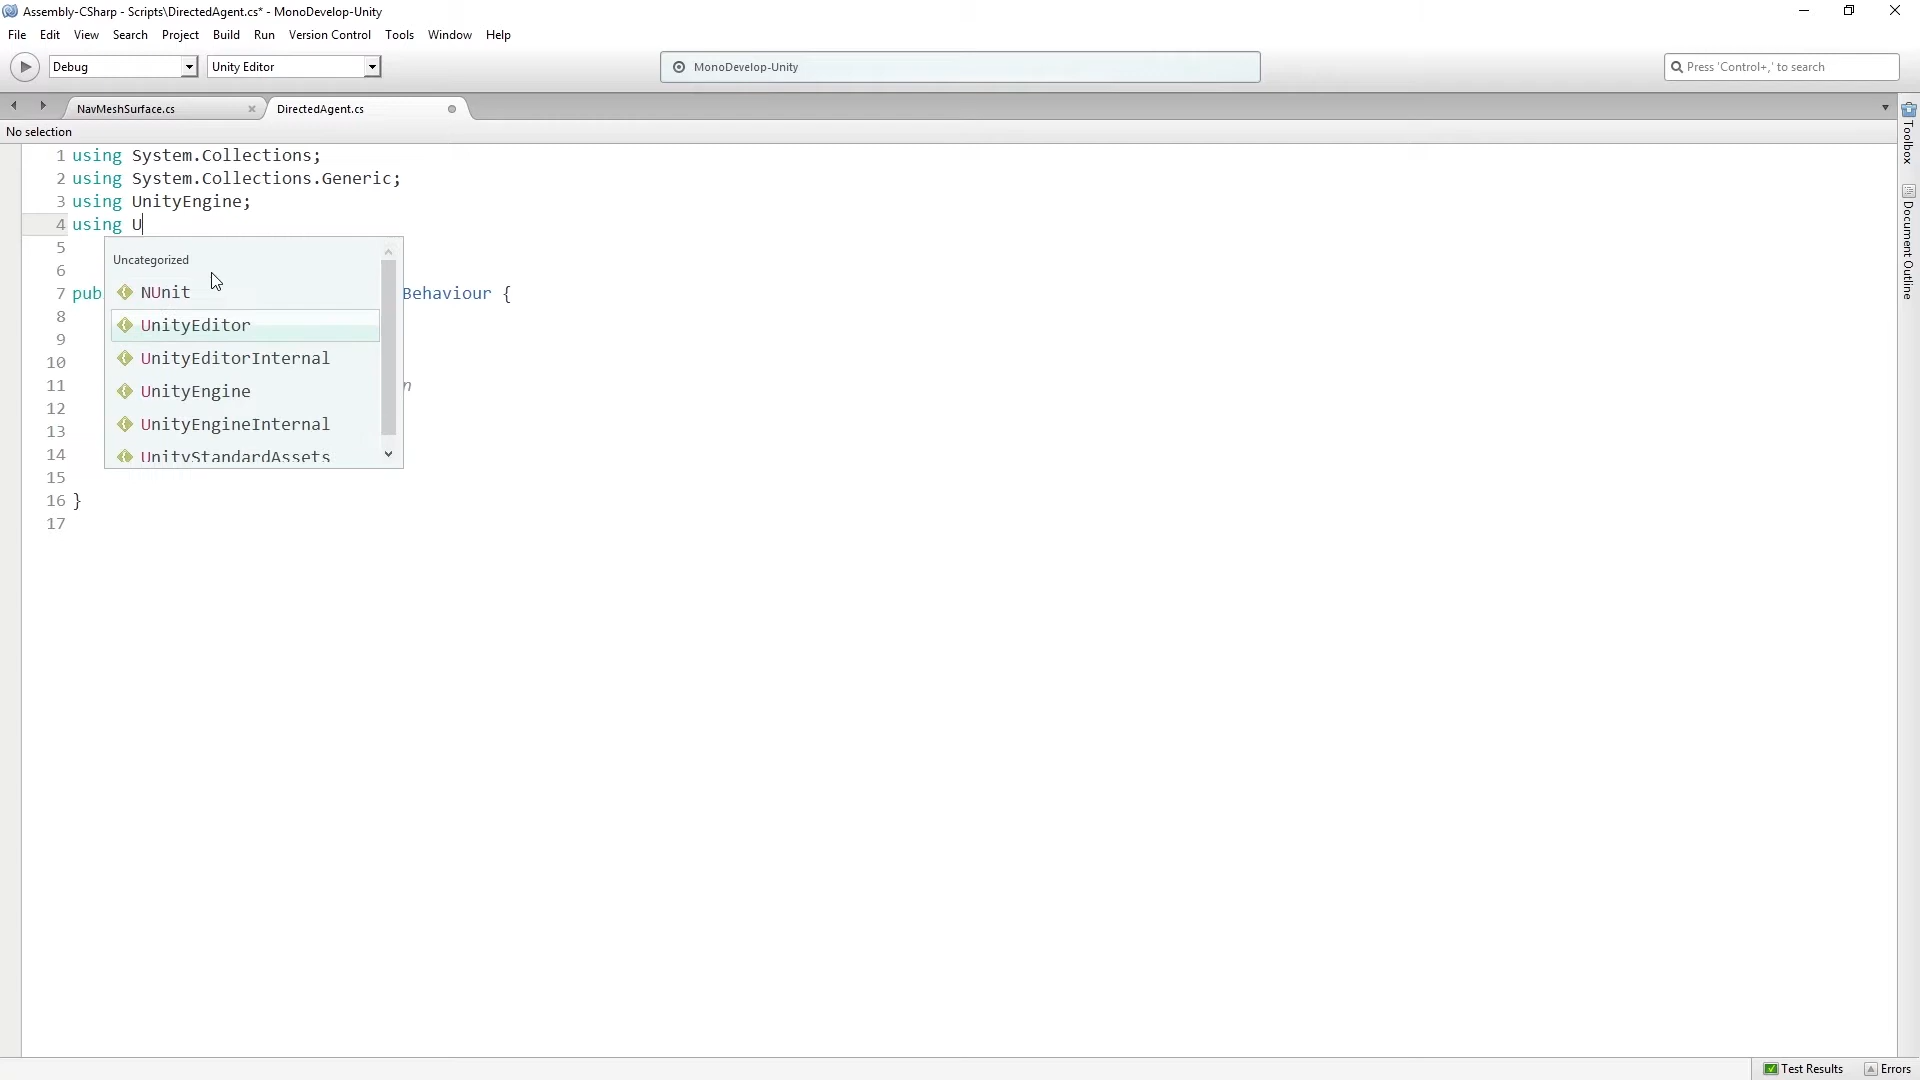 Assembly-CSharp - Scripts\DirectedAgent.cs* - MonoDevelop-Unity
File Edit View Search Project Build Run Version Control Tools Window Help
Debug Unity Editor MonoDevelop-Unity Press 'Control+,' to search
NavMeshSurface.cs DirectedAgent.cs
No selection
1 using System.Collections;
2 using System.Collections.Generic;
3 using UnityEngine;
4 using U
5
6
7 pub Behaviour {
8
9
10
11 n
12
13
14
15
16 }
17
Uncategorized
NUnit
UnityEditor
UnityEditorInternal
UnityEngine
UnityEngineInternal
UnityStandardAssets
Toolbox
Document Outline
Test Results Errors